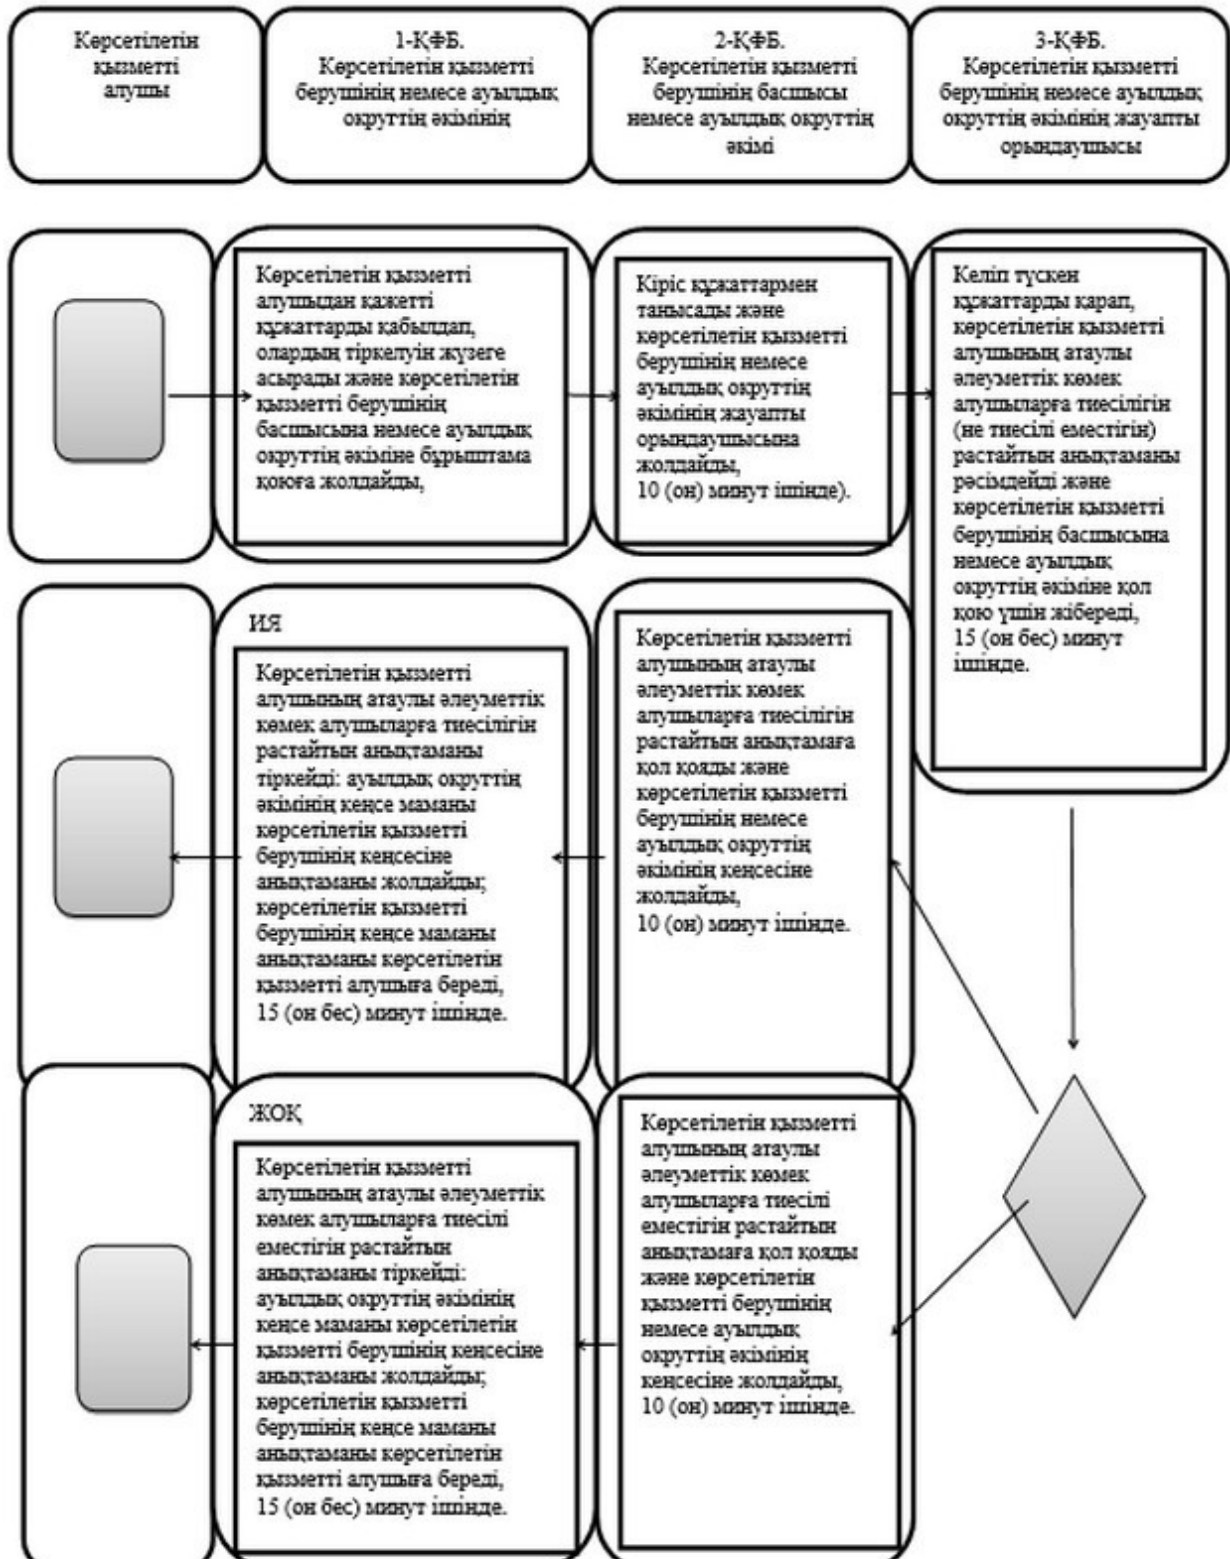 Көрсетілетін
қызметті
алушы
1-ҚФБ.
Көрсетілетін қызметті
берушінің немесе ауылдық
округтің әкімінің
2-ҚФБ.
Көрсетілетін қызметті
берушінің басшысы
немесе ауылдық округтің
әкімі
3-ҚФБ.
Көрсетілетін қызметті
берушінің немесе ауылдық
округтің әкімінің жауапты
орындаушысы
Көрсетілетін қызметті
алушыдан қажетті
құжаттарды қабылдап,
олардың тіркелуін жүзеге
асырады және көрсетілетін
қызметті берушінің
басшысына немесе ауылдық
округтің әкіміне бұрыштама
қоюға жолдайды,
Кіріс құжаттармен
танысады және
көрсетілетін қызметті
берушінің немесе
ауылдық округтің
әкімінің жауапты
орындаушысына
жолдайды,
10 (он) минут ішінде).
Келіп түскен
құжаттарды қарап,
көрсетілетін қызметті
алушының атаулы
әлеуметтік көмек
алушыларға тиесілігін
(не тиесілі еместігін)
растайтын анықтаманы
рәсімдейді және
көрсетілетін қызметті
берушінің басшысына
немесе ауылдық
округтің әкіміне қол
қою үшін жібереді,
15 (он бес) минут
ішінде.
ИЯ
Көрсетілетін қызметті
алушының атаулы әлеуметтік
көмек алушыларға тиесілігін
растайтын анықтаманы
тіркейді: ауылдық округтің
әкімінің кеңсе маманы
көрсетілетін қызметті
берушінің кеңсесіне
анықтаманы жолдайды;
көрсетілетін қызметті
берушінің кеңсе маманы
анықтаманы көрсетілетін
қызметті алушыға береді,
15 (он бес) минут ішінде.
Көрсетілетін қызметті
алушының атаулы
әлеуметтік көмек
алушыларға тиесілігін
растайтын анықтамаға
қол қояды және
көрсетілетін қызметті
берушінің немесе
ауылдық округтің
әкімінің кеңсесіне
жолдайды,
10 (он) минут ішінде.
ЖОҚ
Көрсетілетін қызметті
алушының атаулы әлеуметтік
көмек алушыларға тиесілі
еместігін растайтын
анықтаманы тіркейді:
ауылдық округтің әкімінің
кеңсе маманы көрсетілетін
қызметті берушінің кеңсесіне
анықтаманы жолдайды;
көрсетілетін қызметті
берушінің кеңсе маманы
анықтаманы көрсетілетін
қызметті алушыға береді,
15 (он бес) минут ішінде.
Көрсетілетін қызметті
алушының атаулы
әлеуметтік көмек
алушыларға тиесілі
еместігін растайтын
анықтамаға қол қояды
және көрсетілетін
қызметті берушінің
немесе ауылдық
округтің әкімінің
кеңсесіне жолдайды,
10 (он) минут ішінде.